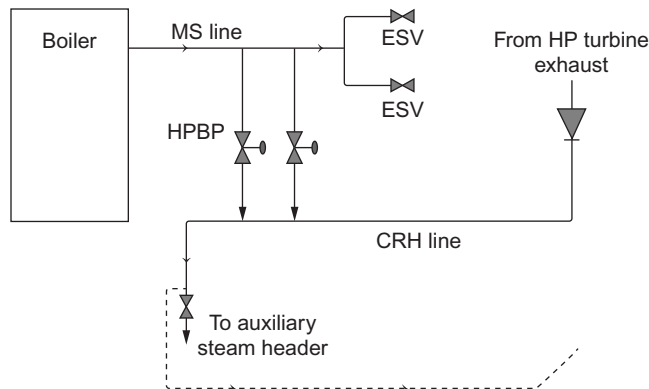 Boiler
MS line
ESV
ESV
From HP turbine
exhaust
HPBP
CRH line
To auxiliary
steam header